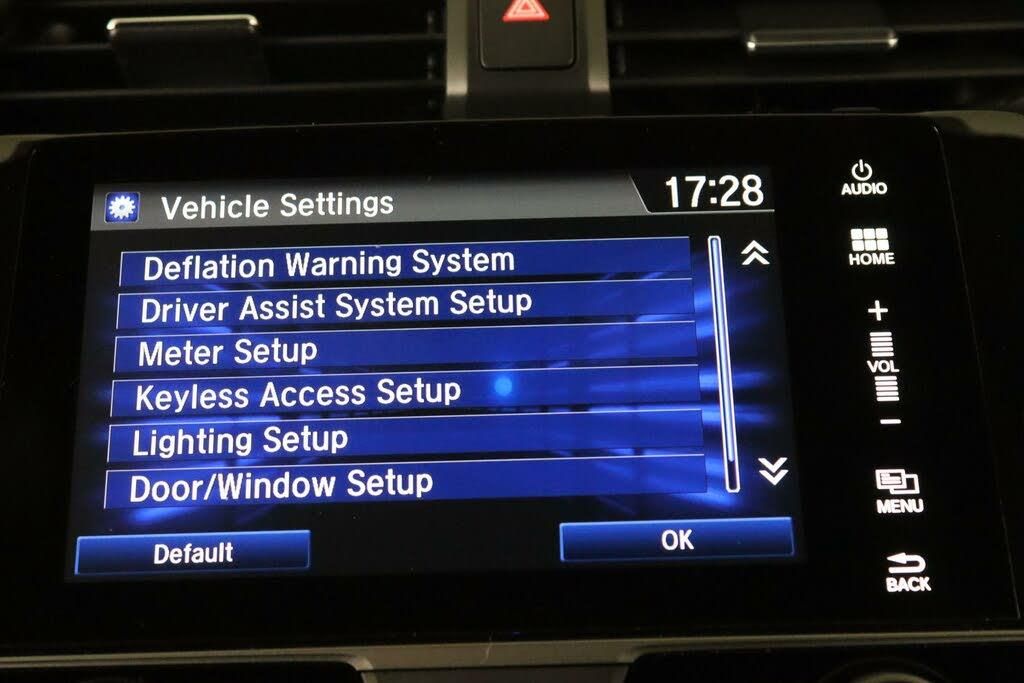 Vehicle Settings
17:28
Deflation Warning System
Driver Assist System Setup
Meter Setup
Keyless Access Setup
Lighting Setup
Door/Window Setup
Default
OK
AUDIO
HOME
+
VOL
−
MENU
BACK